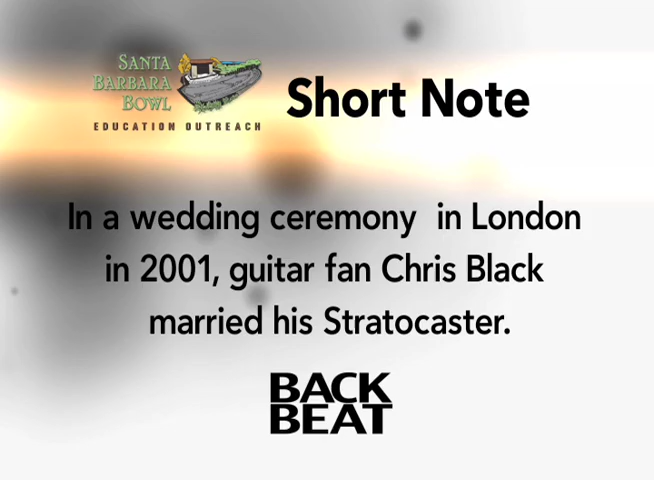 SANTA
BARBARA
BOWL
EDUCATION OUTREACH
Short Note
In a wedding ceremony in London
in 2001, guitar fan Chris Black
married his Stratocaster.
BACK
BEAT